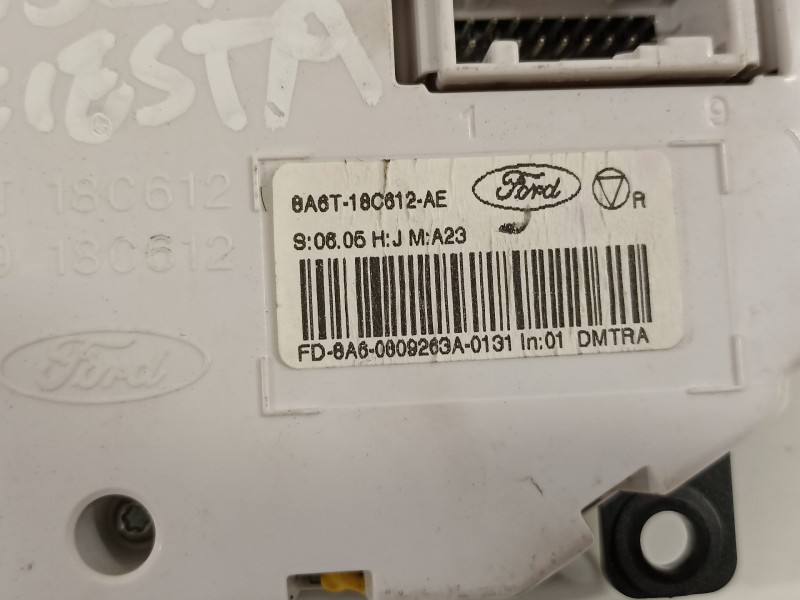 FIESTA
1 9
T 18C612
8A6T-18C612-AE Ford R
S:06.05 H:J M:A23
18C612
FD-8A6-0809263A-0131 In:01 DMTRA
Ford